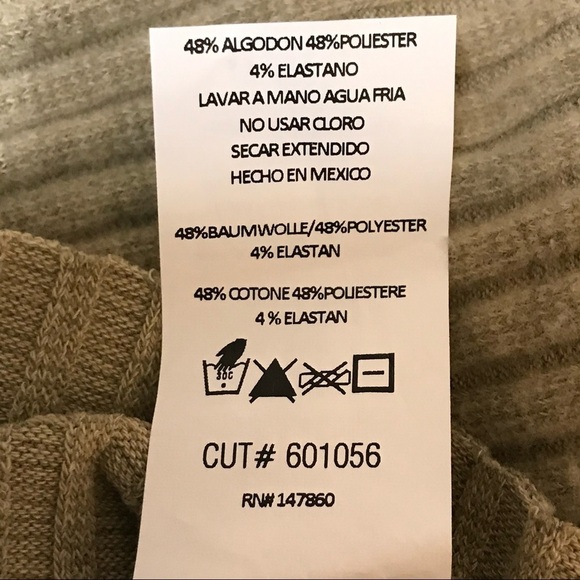 48% ALGODON 48%POLIESTER
4% ELASTANO
LAVAR A MANO AGUA FRIA
NO USAR CLORO
SECAR EXTENDIDO
HECHO EN MEXICO
48%BAUMWOLLE/48%POLYESTER
4% ELASTAN
48% COTONE 48%POLIESTERE
4 % ELASTAN
30C
CUT# 601056
RN# 147860